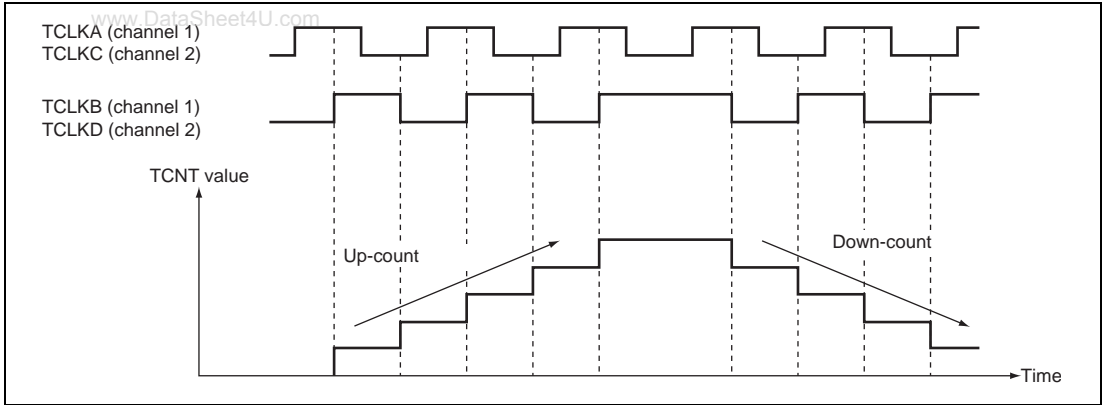 www.DataSheet4U.com
TCLKA (channel 1)
TCLKC (channel 2)
TCLKB (channel 1)
TCLKD (channel 2)
TCNT value
Up-count
Down-count
Time